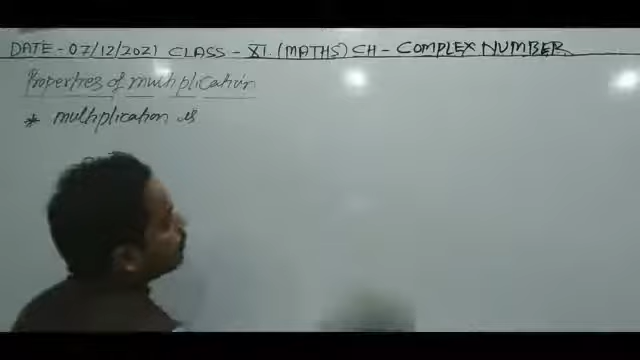 DATE - 07/12/2021 CLASS - XI. (MATHS) CH - COMPLEX NUMBER
Properties of multiplication
* multiplication is